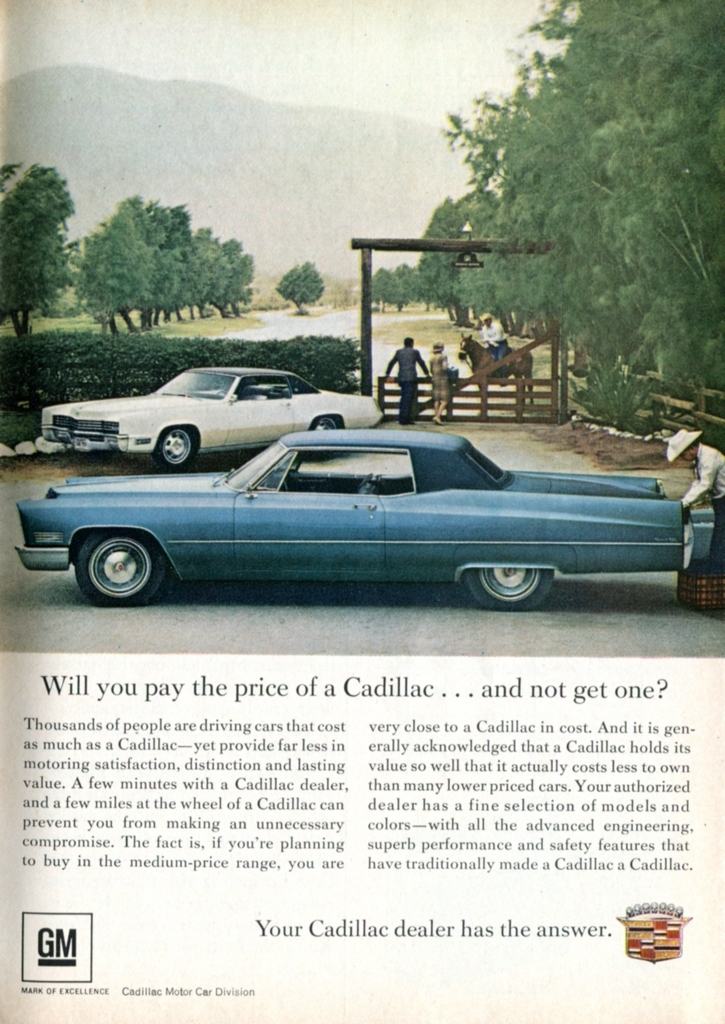 Will you pay the price of a Cadillac . . . and not get one?
Thousands of people are driving cars that cost
as much as a Cadillac—yet provide far less in
motoring satisfaction, distinction and lasting
value. A few minutes with a Cadillac dealer,
and a few miles at the wheel of a Cadillac can
prevent you from making an unnecessary
compromise. The fact is, if you're planning
to buy in the medium-price range, you are
very close to a Cadillac in cost. And it is gen-
erally acknowledged that a Cadillac holds its
value so well that it actually costs less to own
than many lower priced cars. Your authorized
dealer has a fine selection of models and
colors—with all the advanced engineering,
superb performance and safety features that
have traditionally made a Cadillac a Cadillac.
Your Cadillac dealer has the answer.
GM
MARK OF EXCELLENCE
Cadillac Motor Car Division